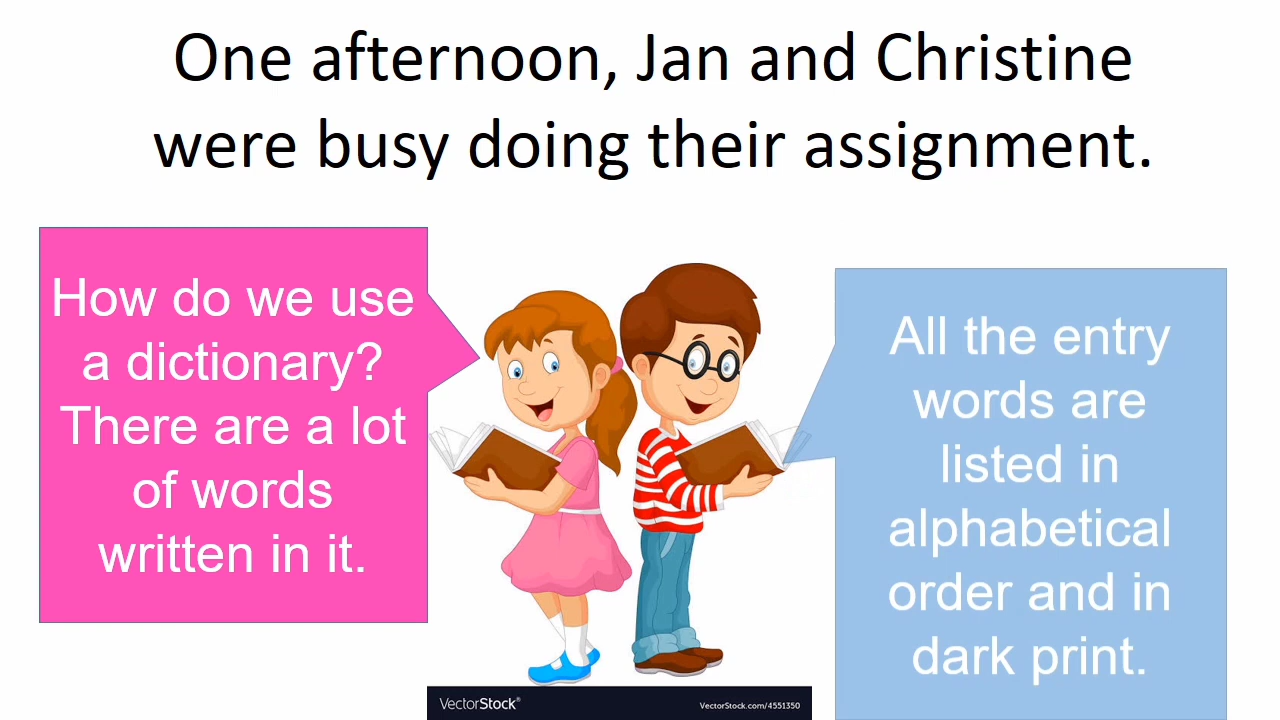 One afternoon, Jan and Christine
were busy doing their assignment.
How do we use
a dictionary?
There are a lot
of words
written in it.
All the entry
words are
listed in
alphabetical
order and in
dark print.
VectorStock®
VectorStock.com/4551350